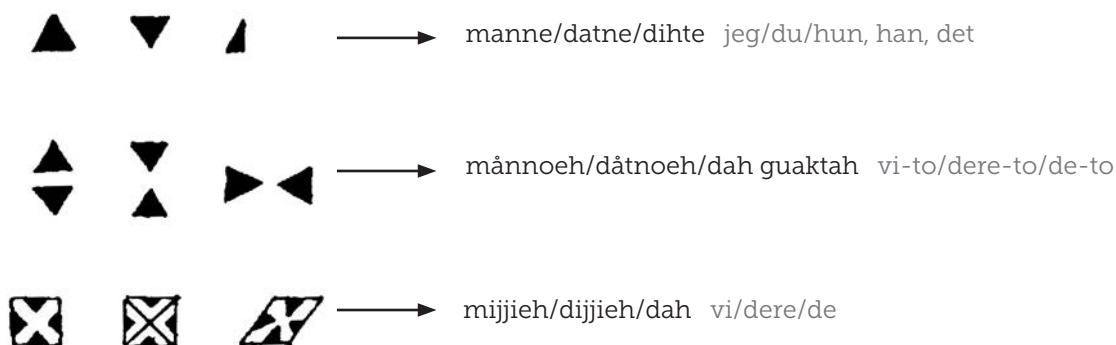 manne/datne/dihte jeg/du/hun, han, det
månnoeh/dåtnoeh/dah guaktah vi-to/dere-to/de-to
mijjieh/dijjieh/dah vi/dere/de